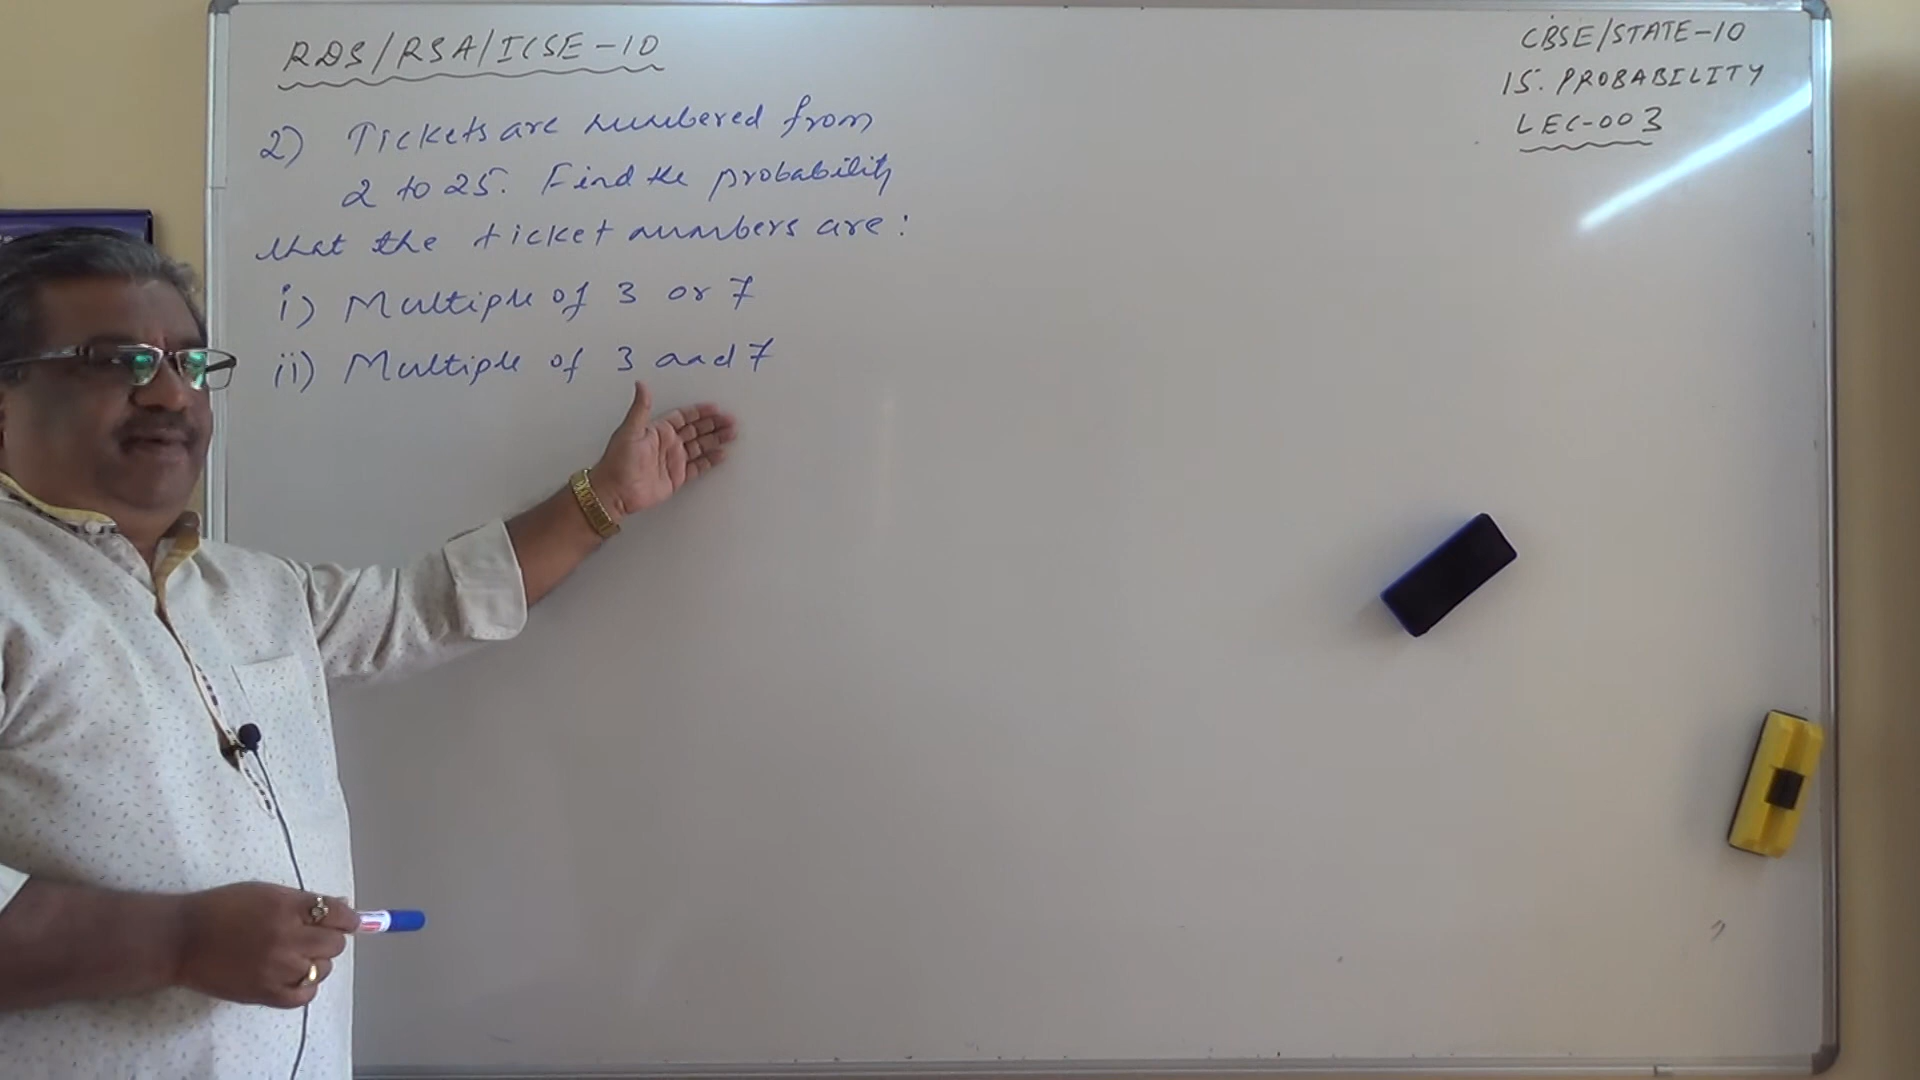 RDS/RSA/ICSE-10
2) Tickets are numbered from
2 to 25. Find the probability
that the ticket numbers are:
i) Multiple of 3 or 7
ii) Multiple of 3 and 7
CBSE/STATE-10
15. PROBABILITY
LEC-003